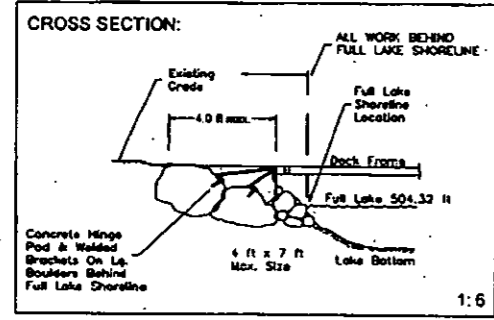 CROSS SECTION:
ALL WORK BEHIND
FULL LAKE SHORELINE
Existing
Grade
Full Lake
Shoreline
Location
4.0 ft max.
Dock Frame
Full Lake 504.32 ft
Concrete Hinge
Pad & Welded
Brackets On Lg.
Boulders Behind
Full Lake Shoreline
4 ft x 7 ft
Max. Size
Lake Bottom
1:6